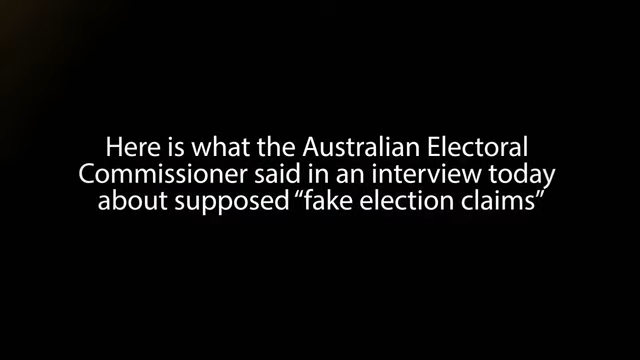 Here is what the Australian Electoral
Commissioner said in an interview today
about supposed “fake election claims”